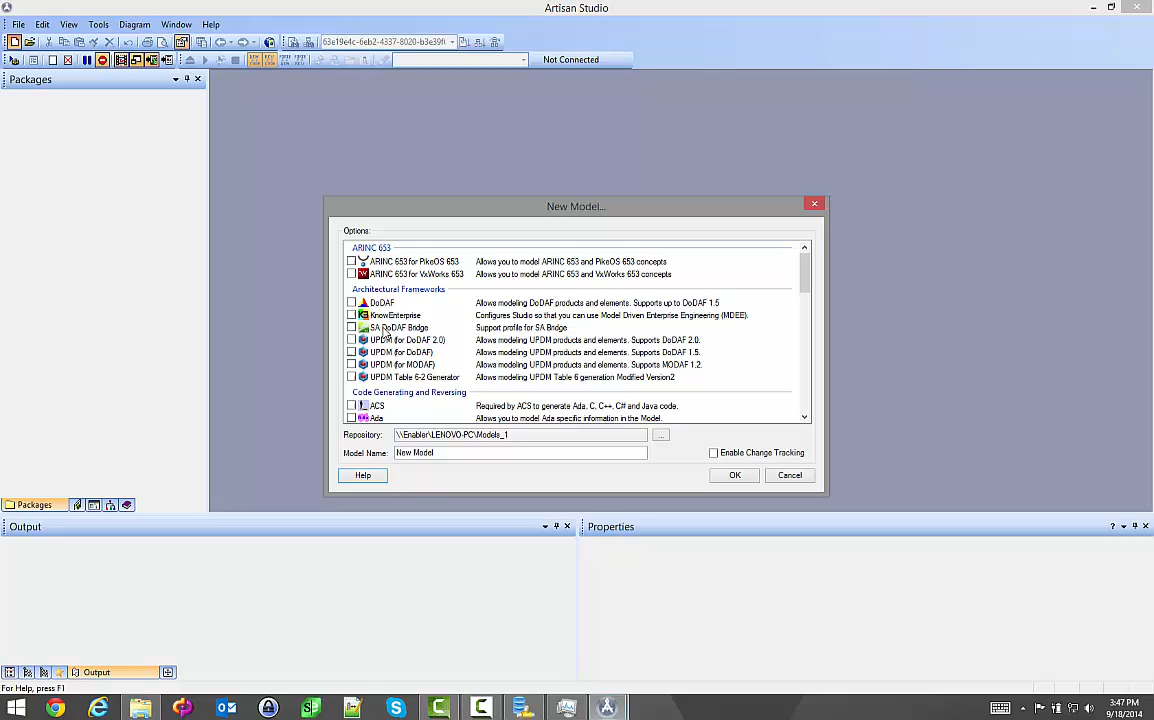 Artisan Studio
File Edit View Tools Diagram Window Help
63e19e4c-6eb2-4337-8020-b3e39f
Not Connected
Packages
New Model...
Options:
ARINC 653
ARINC 653 for PikeOS 653 Allows you to model ARINC 653 and PikeOS 653 concepts
ARINC 653 for VxWorks 653 Allows you to model ARINC 653 and VxWorks 653 concepts
Architectural Frameworks
DoDAF Allows modeling DoDAF products and elements. Supports up to DoDAF 1.5
KnowEnterprise Configures Studio so that you can use Model Driven Enterprise Engineering (MDEE).
SA DoDAF Bridge Support profile for SA Bridge
UPDM (for DoDAF 2.0) Allows modeling UPDM products and elements. Supports DoDAF 2.0.
UPDM (for DoDAF) Allows modeling UPDM products and elements. Supports DoDAF 1.5.
UPDM (for MODAF) Allows modeling UPDM products and elements. Supports MODAF 1.2.
UPDM Table 6-2 Generator Allows modeling UPDM Table 6 generation Modified Version2
Code Generating and Reversing
ACS Required by ACS to generate Ada, C, C++, C# and Java code.
Ada Allows you to model Ada specific information in the Model.
Repository: \\Enabler\LENOVO-PC\Models_1 ...
Model Name: New Model Enable Change Tracking
Help OK Cancel
Packages
Output Properties
Output
For Help, press F1
3:47 PM
9/18/2014